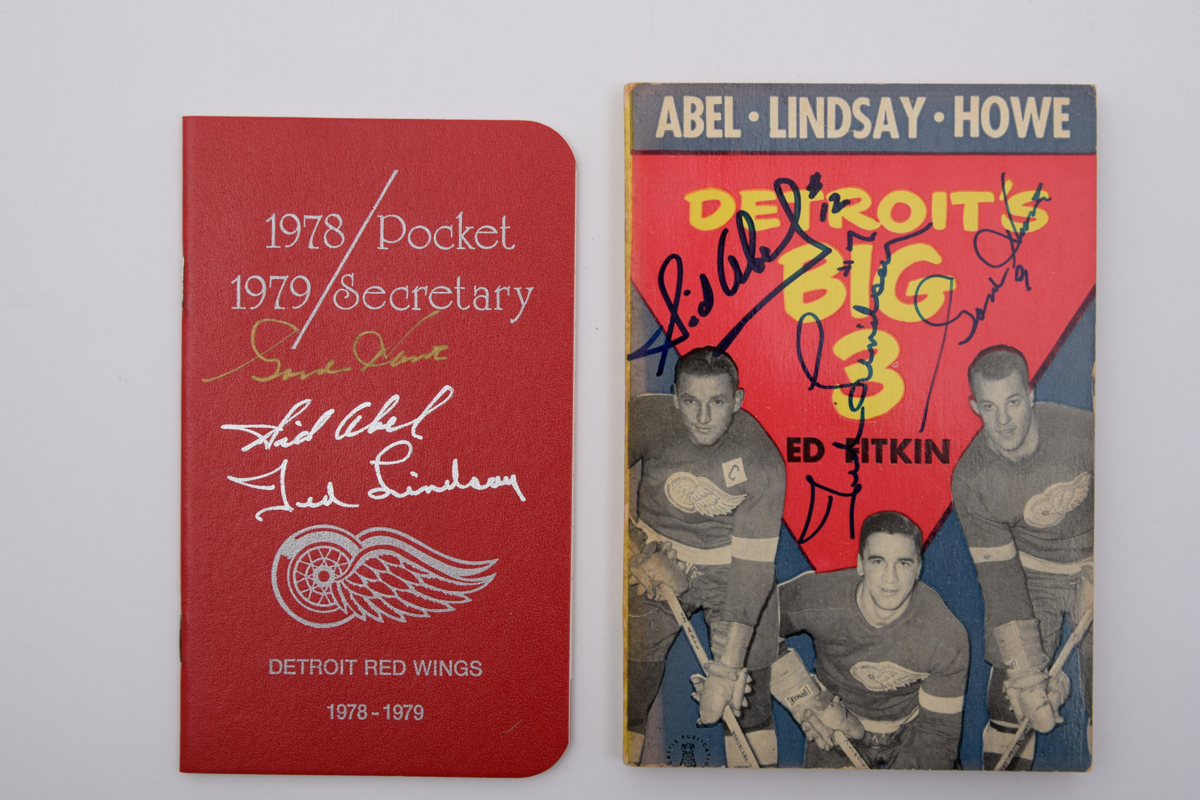 1978/Pocket
1979/Secretary
Gordie Howe
Sid Abel
Ted Lindsay
DETROIT RED WINGS
1978-1979
ABEL · LINDSAY · HOWE
DETROIT'S
BIG
3
ED FITKIN
Sid Abel #12
Ted Lindsay #7
Gordie Howe 9
C